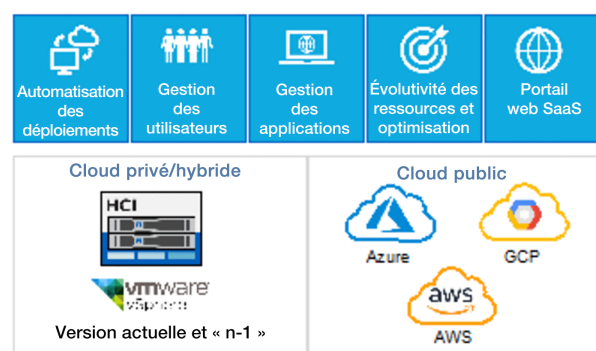 Automatisation
des
déploiements
Gestion
des
utilisateurs
Gestion
des
applications
Évolutivité des
ressources et
optimisation
Portail
web SaaS
Cloud privé/hybride
HCI
vmware
vSphere
Version actuelle et « n-1 »
Cloud public
Azure
GCP
aws
AWS